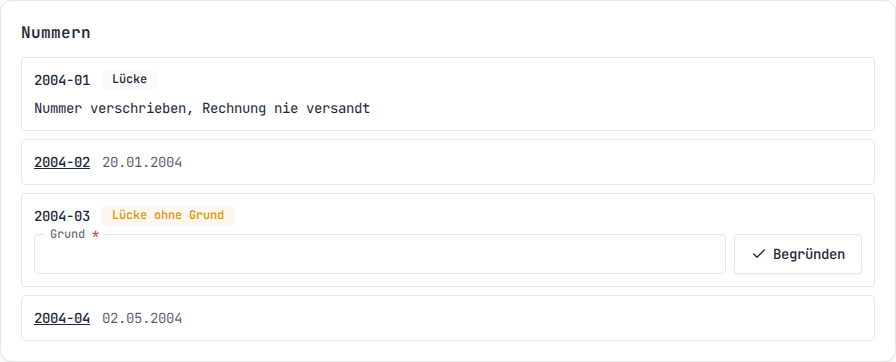 Nummern
2004-01 Lücke
Nummer verschrieben, Rechnung nie versandt
2004-02 20.01.2004
2004-03 Lücke ohne Grund
Grund *
Begründen
2004-04 02.05.2004